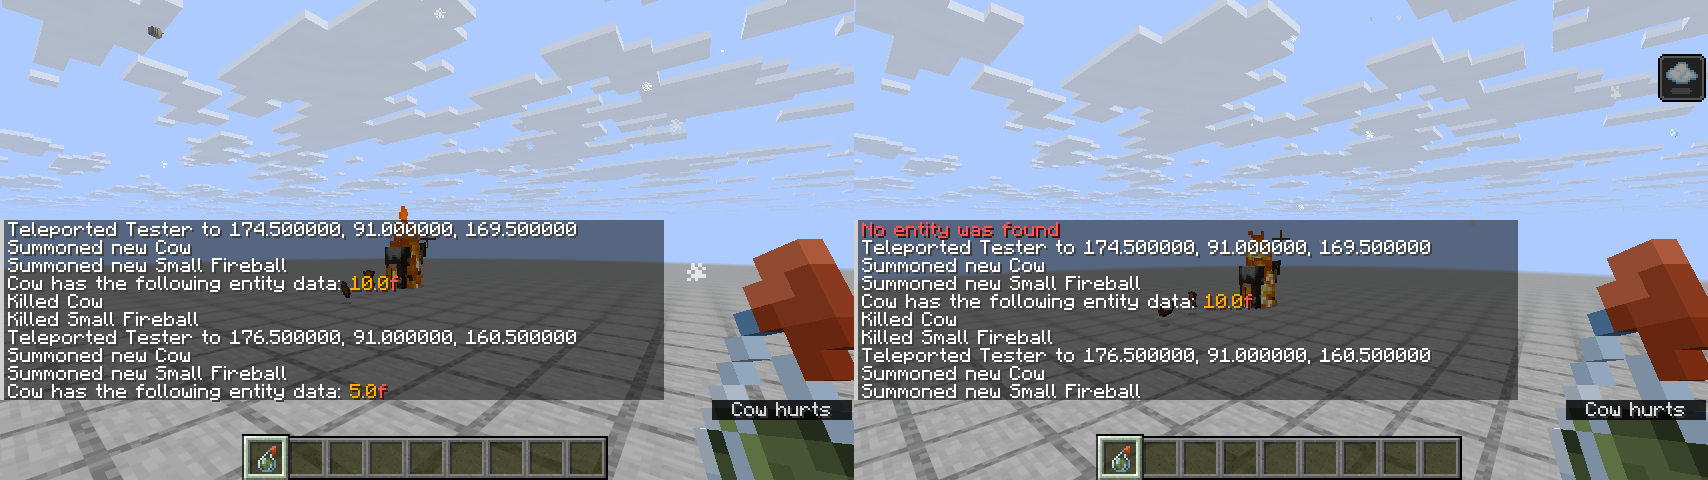 Teleported Tester to 174.500000, 91.000000, 169.500000
Summoned new Cow
Summoned new Small Fireball
Cow has the following entity data: 10.0f
Killed Cow
Killed Small Fireball
Teleported Tester to 176.500000, 91.000000, 160.500000
Summoned new Cow
Summoned new Small Fireball
Cow has the following entity data: 5.0f
Cow hurts
No entity was found
Teleported Tester to 174.500000, 91.000000, 169.500000
Summoned new Cow
Summoned new Small Fireball
Cow has the following entity data: 10.0f
Killed Cow
Killed Small Fireball
Teleported Tester to 176.500000, 91.000000, 160.500000
Summoned new Cow
Summoned new Small Fireball
Cow hurts